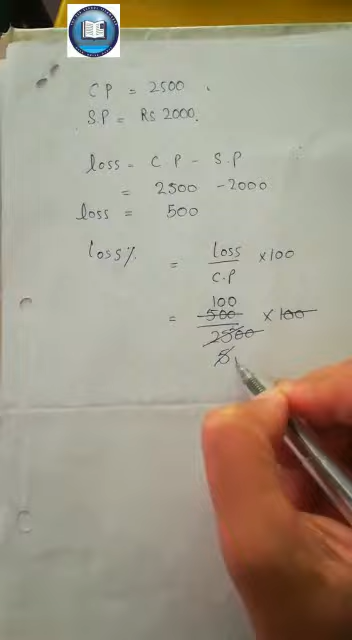 C P = 2500
S.P = Rs 2000.
loss = C.P - S.P
= 2500 - 2000
loss = 500
loss% = loss/C.P × 100
100
= 500/2500 × 100
5